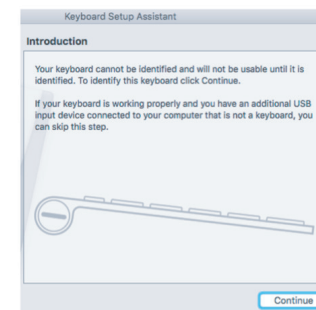 Keyboard Setup Assistant
Introduction
Your keyboard cannot be identified and will not be usable until it is
identified. To identify this keyboard click Continue.
If your keyboard is working properly and you have an additional USB
input device connected to your computer that is not a keyboard, you
can skip this step.
Continue